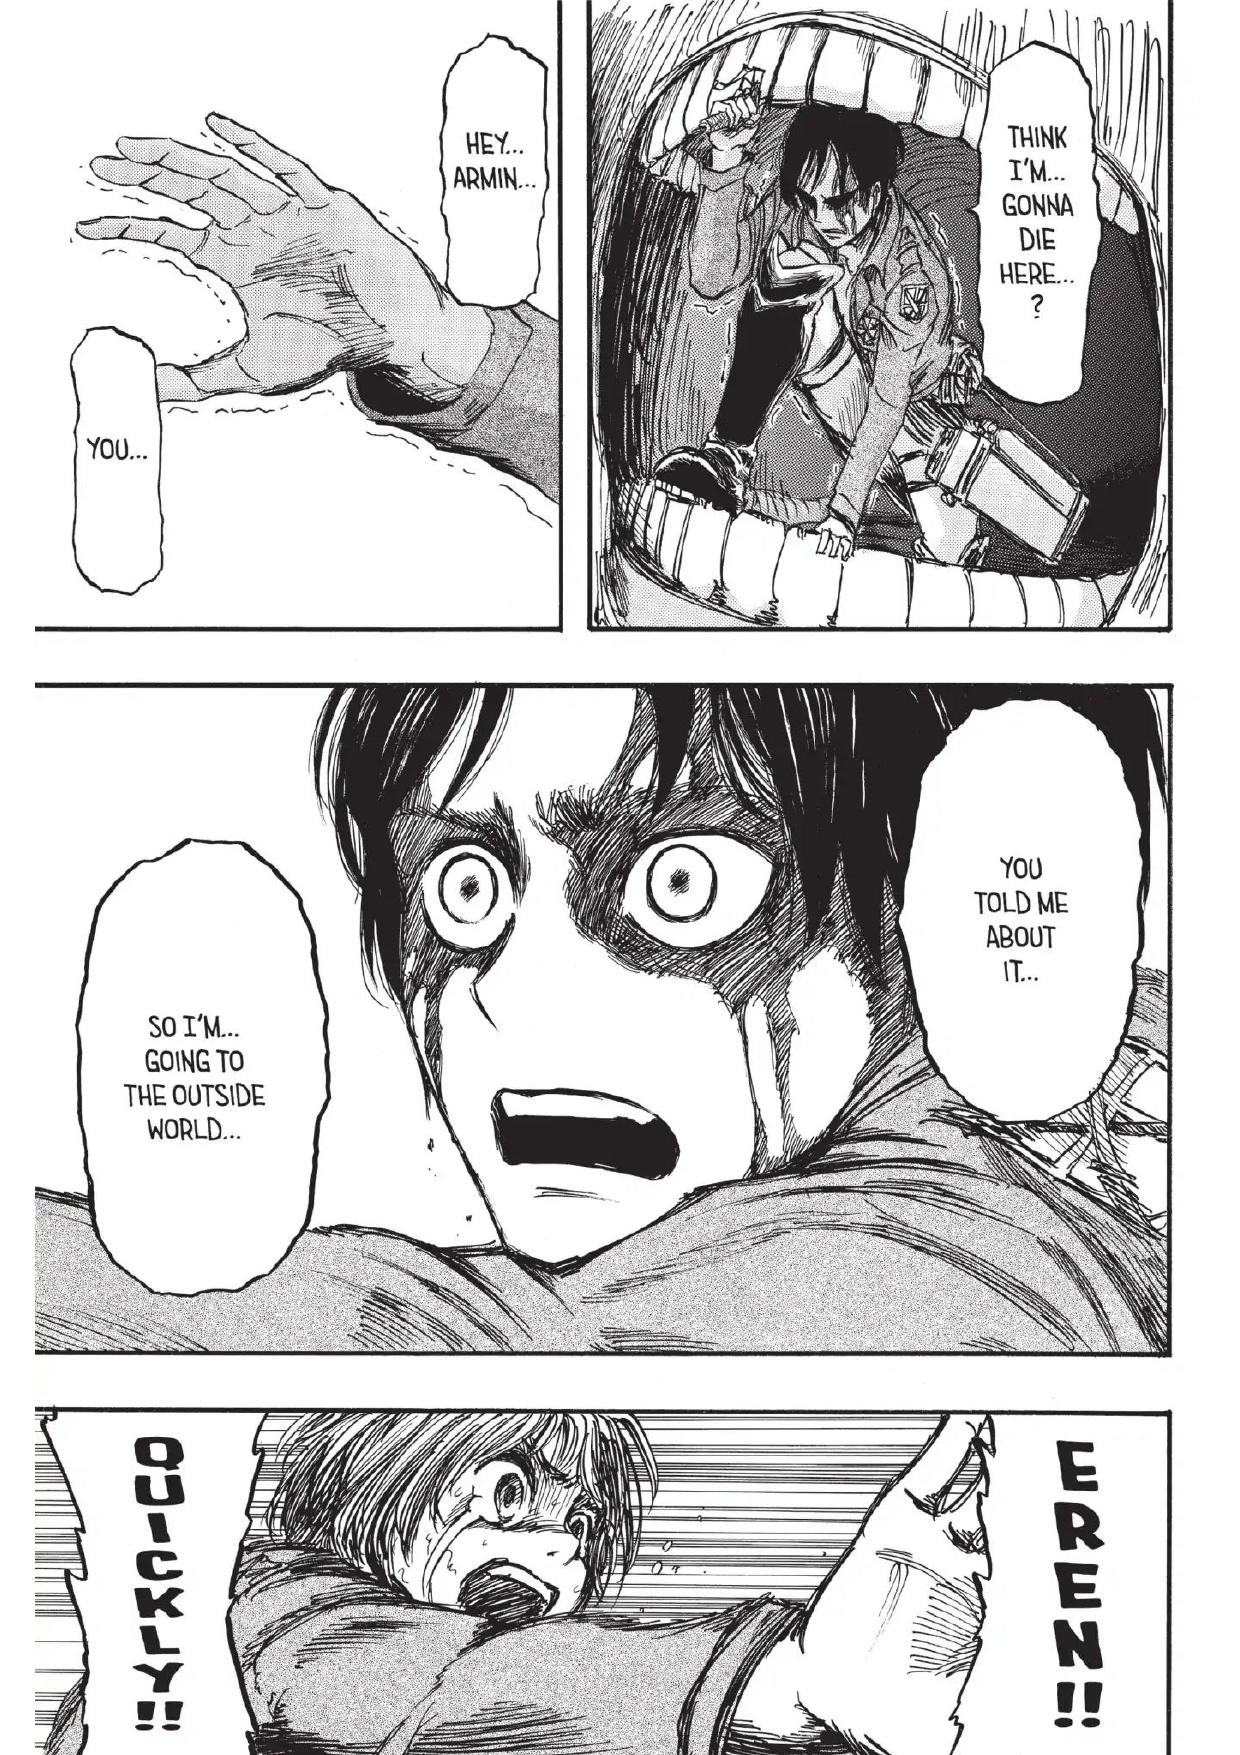 THINK
I'M...
GONNA
DIE
HERE...
?
HEY...
ARMIN...
YOU...
YOU
TOLD ME
ABOUT
IT...
SO I'M...
GOING TO
THE OUTSIDE
WORLD...
EREN!!
QUICKLY!!